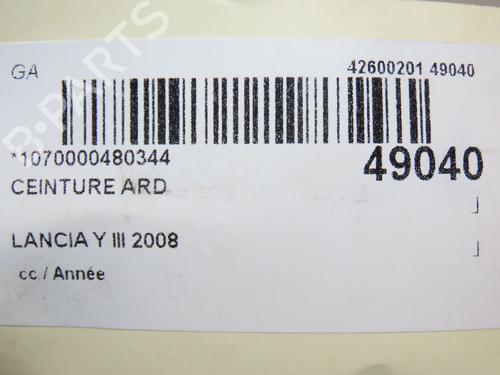 GA 42600201 49040
*1070000480344 49040
CEINTURE ARD
LANCIA Y III 2008
cc / Année
B-PARTS